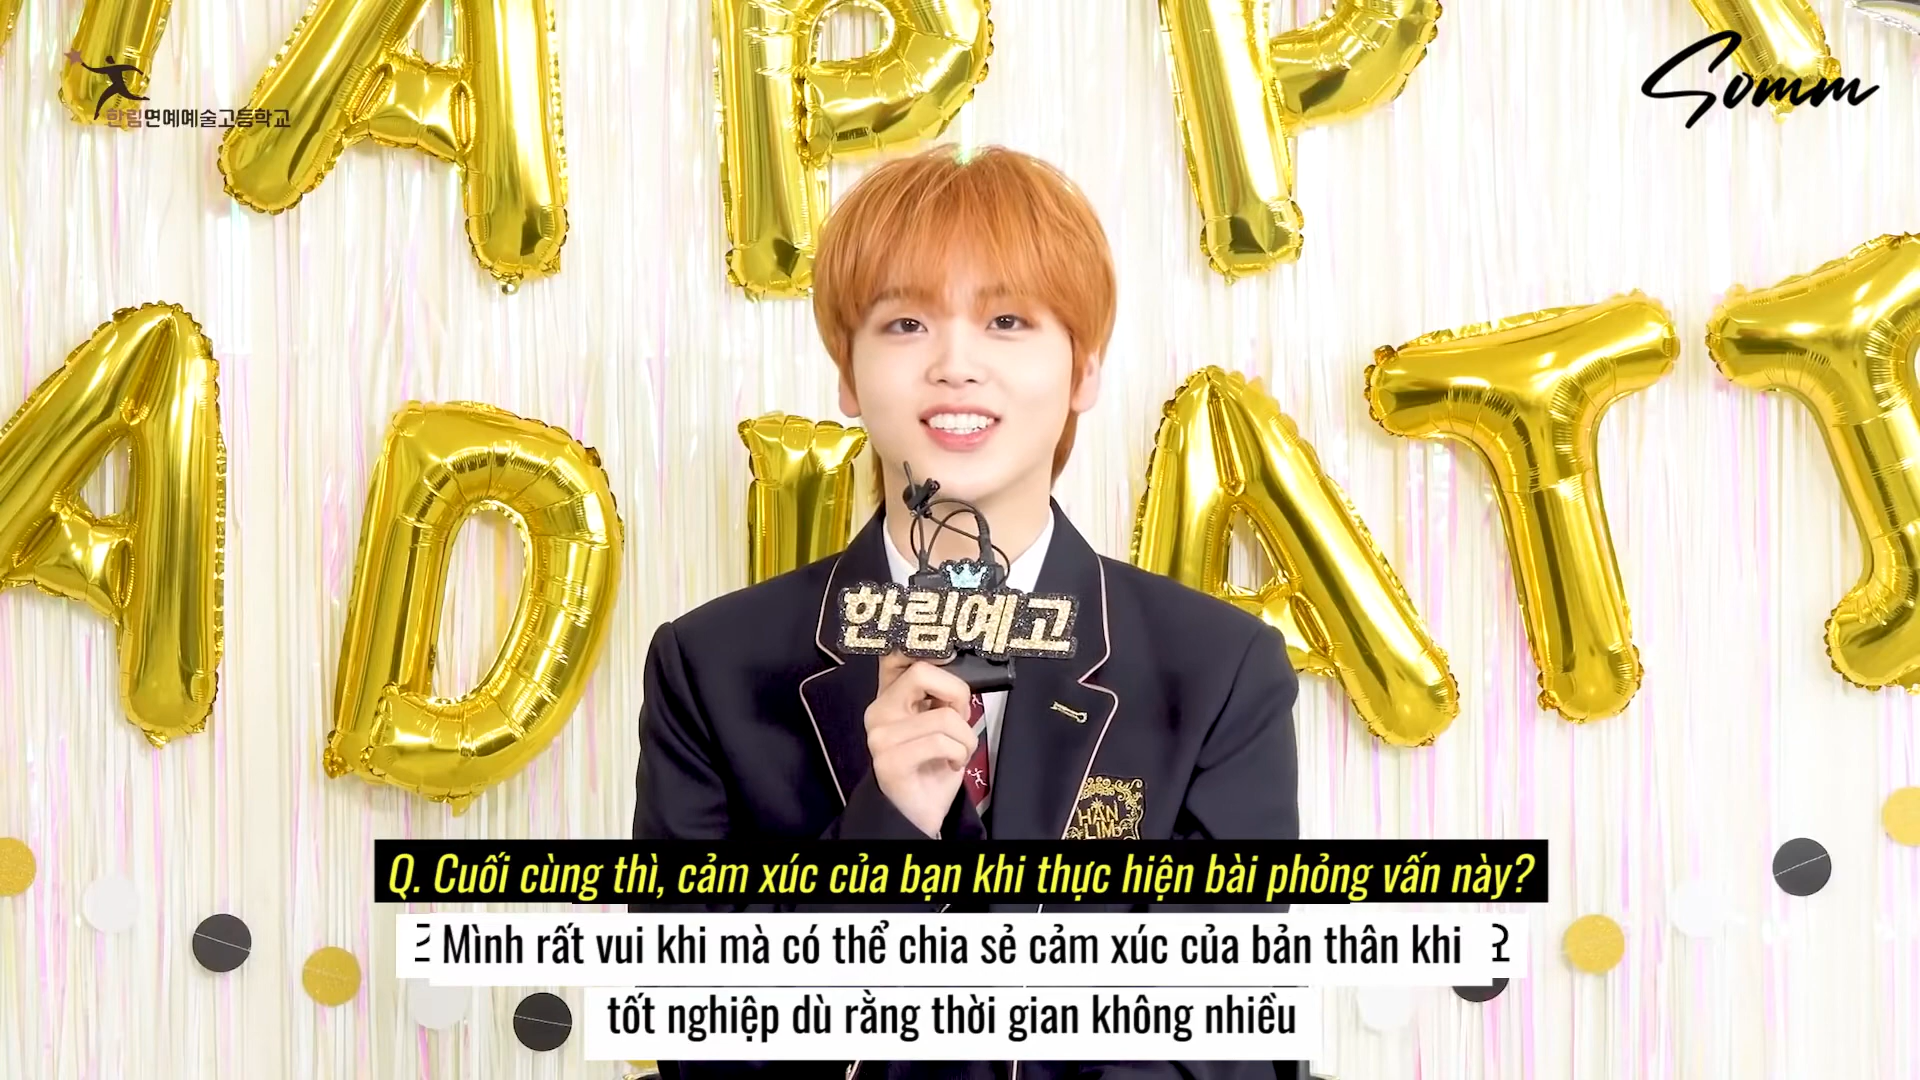 한림연예예술고등학교
Somm
한림예고
HAN
LIM
Q. Cuối cùng thì, cảm xúc của bạn khi thực hiện bài phỏng vấn này?
Mình rất vui khi mà có thể chia sẻ cảm xúc của bản thân khi
tốt nghiệp dù rằng thời gian không nhiều